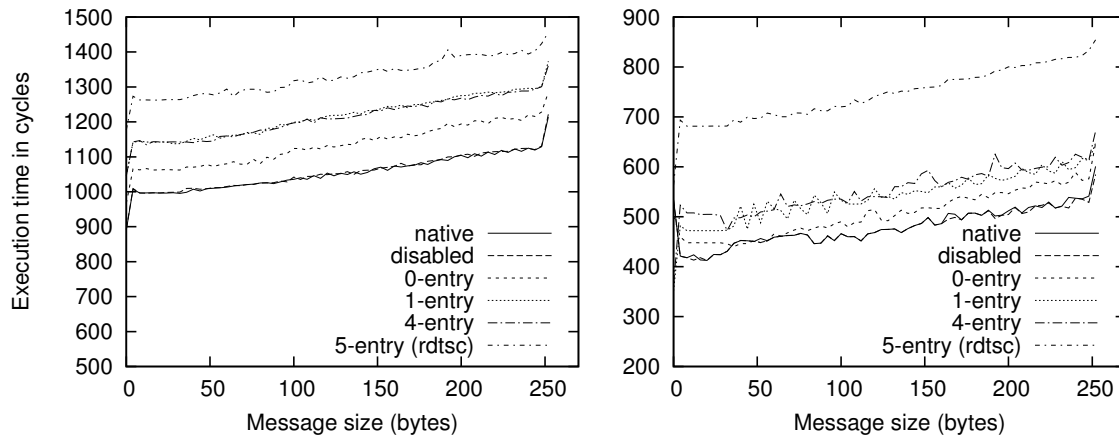 Execution time in cycles
1500
1400
1300
1200
1100
1000
900
800
700
600
500
0
50
100
150
200
250
Message size (bytes)
native
disabled
0-entry
1-entry
4-entry
5-entry (rdtsc)
900
800
700
600
500
400
300
200
0
50
100
150
200
250
Message size (bytes)
native
disabled
0-entry
1-entry
4-entry
5-entry (rdtsc)